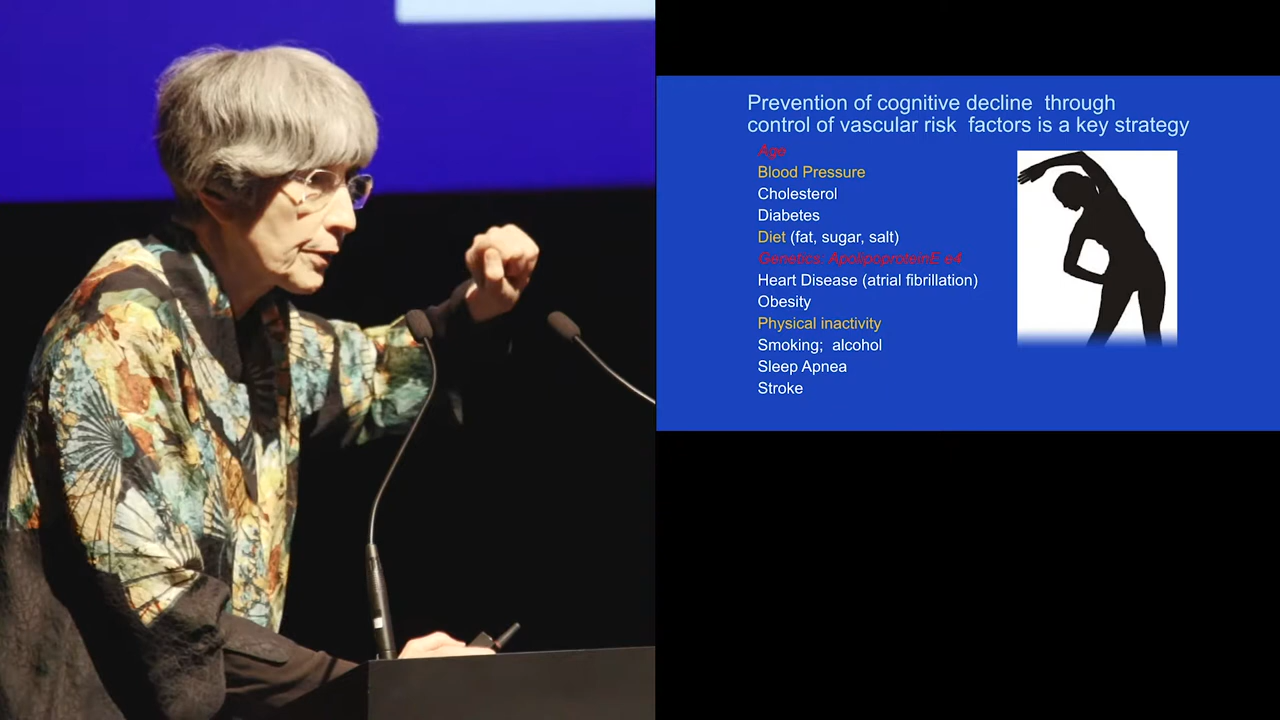 Prevention of cognitive decline through
control of vascular risk factors is a key strategy
Age
Blood Pressure
Cholesterol
Diabetes
Diet (fat, sugar, salt)
Genetics: ApolipoproteinE e4
Heart Disease (atrial fibrillation)
Obesity
Physical inactivity
Smoking; alcohol
Sleep Apnea
Stroke